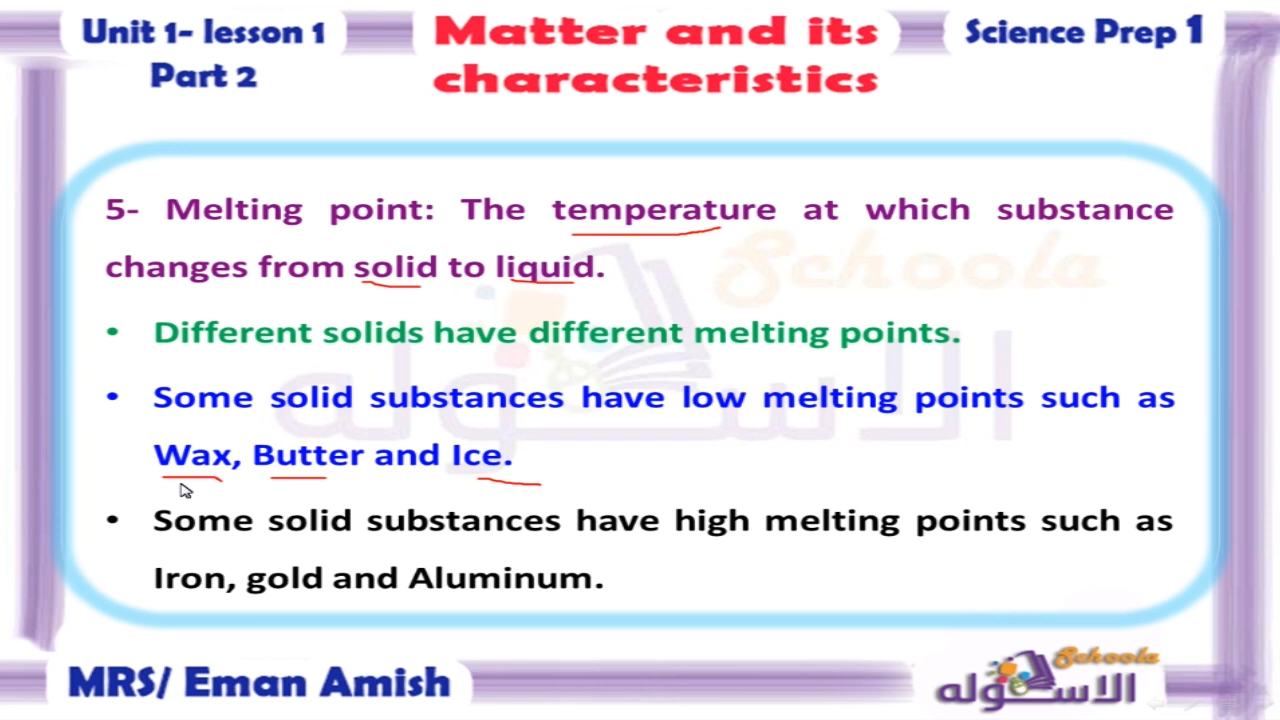 Unit 1- lesson 1
Part 2
Matter and its
characteristics
Science Prep 1
5- Melting point: The temperature at which substance
changes from solid to liquid.
• Different solids have different melting points.
• Some solid substances have low melting points such as
Wax, Butter and Ice.
• Some solid substances have high melting points such as
Iron, gold and Aluminum.
MRS/ Eman Amish
Schoola
الاسكوله
Schoola
الاسكوله